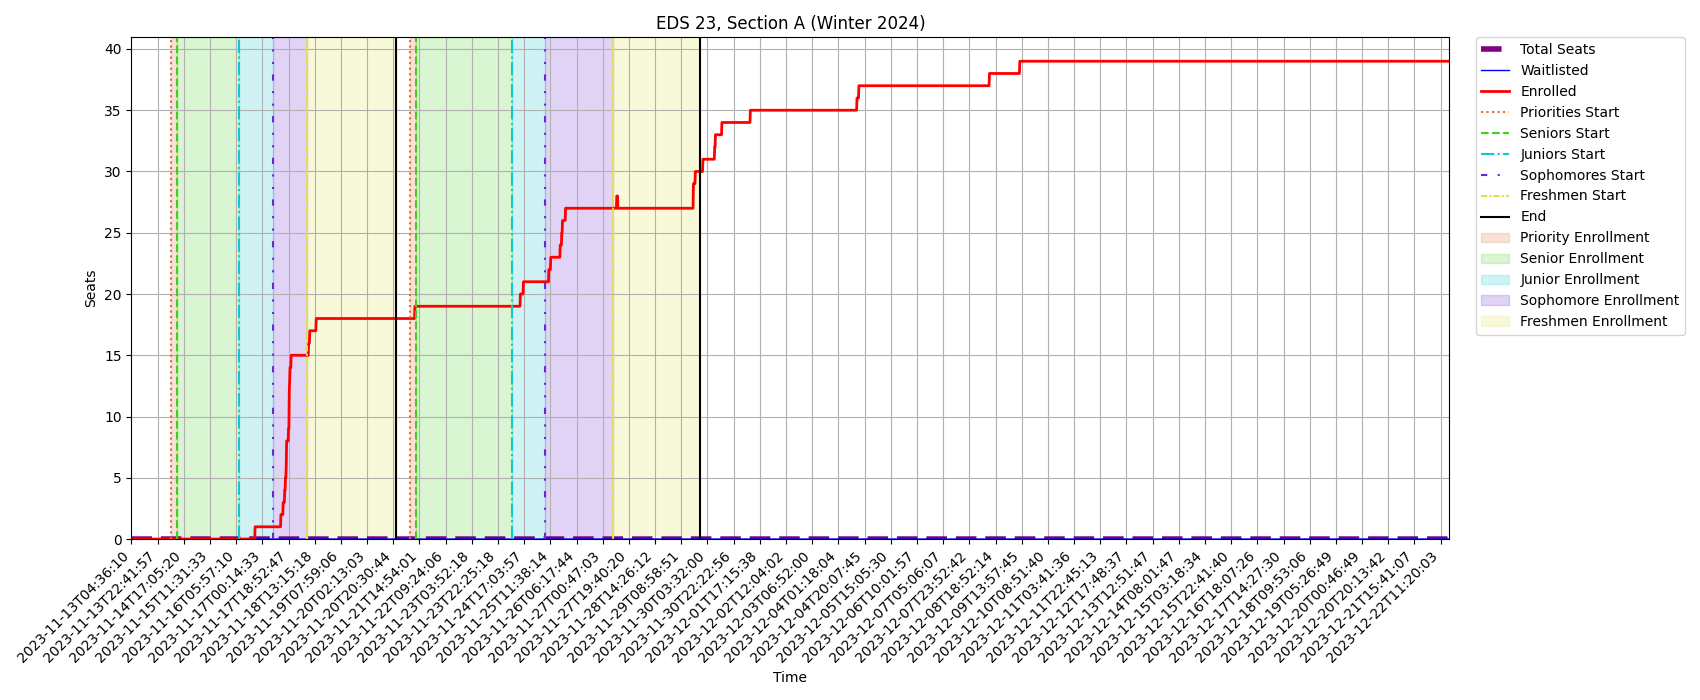 EDS 23, Section A (Winter 2024)
Seats
40
35
30
25
20
15
10
5
0
2023-11-13T04:36:10
2023-11-13T22:41:57
2023-11-14T17:05:20
2023-11-15T11:31:33
2023-11-16T05:57:10
2023-11-17T00:14:33
2023-11-17T18:52:47
2023-11-18T13:15:18
2023-11-19T07:59:06
2023-11-20T02:13:03
2023-11-20T20:30:44
2023-11-21T14:54:01
2023-11-22T09:24:06
2023-11-23T03:52:18
2023-11-23T22:25:18
2023-11-24T17:03:57
2023-11-25T11:38:14
2023-11-26T06:17:44
2023-11-27T00:47:03
2023-11-27T19:40:26
2023-11-28T14:26:12
2023-11-29T08:58:51
2023-11-30T03:32:00
2023-11-30T22:22:56
2023-12-01T17:15:38
2023-12-02T12:04:02
2023-12-03T06:52:00
2023-12-04T01:18:04
2023-12-04T20:07:45
2023-12-05T15:05:30
2023-12-06T10:01:57
2023-12-07T05:06:07
2023-12-07T23:52:42
2023-12-08T18:52:14
2023-12-09T13:57:45
2023-12-10T08:51:40
2023-12-11T03:41:36
2023-12-11T22:45:13
2023-12-12T17:48:37
2023-12-13T12:51:47
2023-12-14T08:01:47
2023-12-15T03:18:34
2023-12-15T22:41:40
2023-12-16T18:07:26
2023-12-17T14:27:30
2023-12-18T09:53:06
2023-12-19T05:26:49
2023-12-20T00:46:49
2023-12-20T20:13:42
2023-12-21T15:41:07
2023-12-22T11:20:03
Time
Total Seats
Waitlisted
Enrolled
Priorities Start
Seniors Start
Juniors Start
Sophomores Start
Freshmen Start
End
Priority Enrollment
Senior Enrollment
Junior Enrollment
Sophomore Enrollment
Freshmen Enrollment